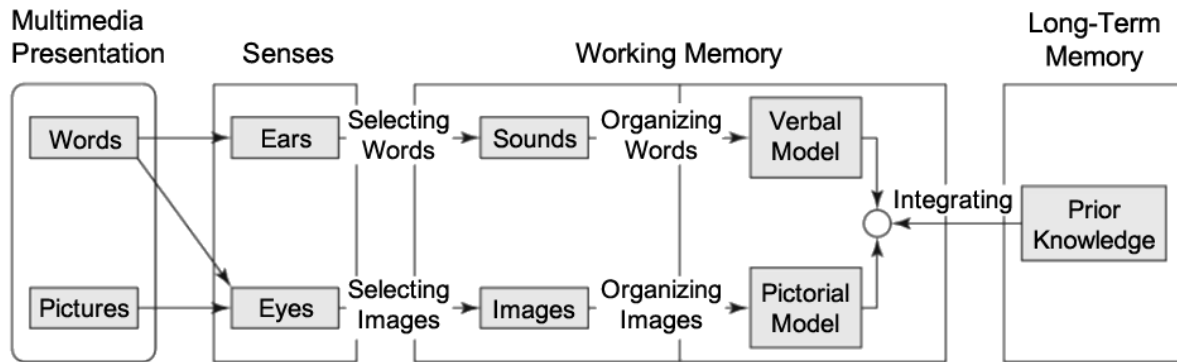 Multimedia
Presentation
Senses
Working Memory
Long-Term
Memory
Words
Ears
Selecting
Words
Sounds
Organizing
Words
Verbal
Model
Integrating
Prior
Knowledge
Pictures
Eyes
Selecting
Images
Images
Organizing
Images
Pictorial
Model